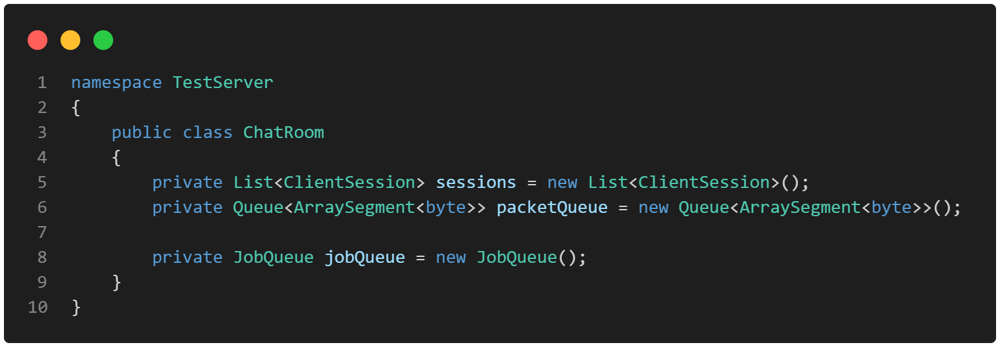 1 namespace TestServer
2 {
3     public class ChatRoom
4     {
5         private List<ClientSession> sessions = new List<ClientSession>();
6         private Queue<ArraySegment<byte>> packetQueue = new Queue<ArraySegment<byte>>();
7
8         private JobQueue jobQueue = new JobQueue();
9     }
10 }